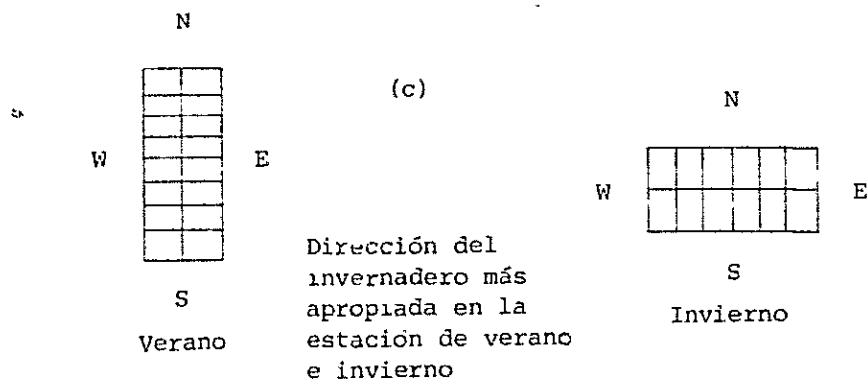 N
(c)
W
E
S
Verano
Dirección del
invernadero más
apropiada en la
estación de verano
e invierno
N
W
E
S
Invierno